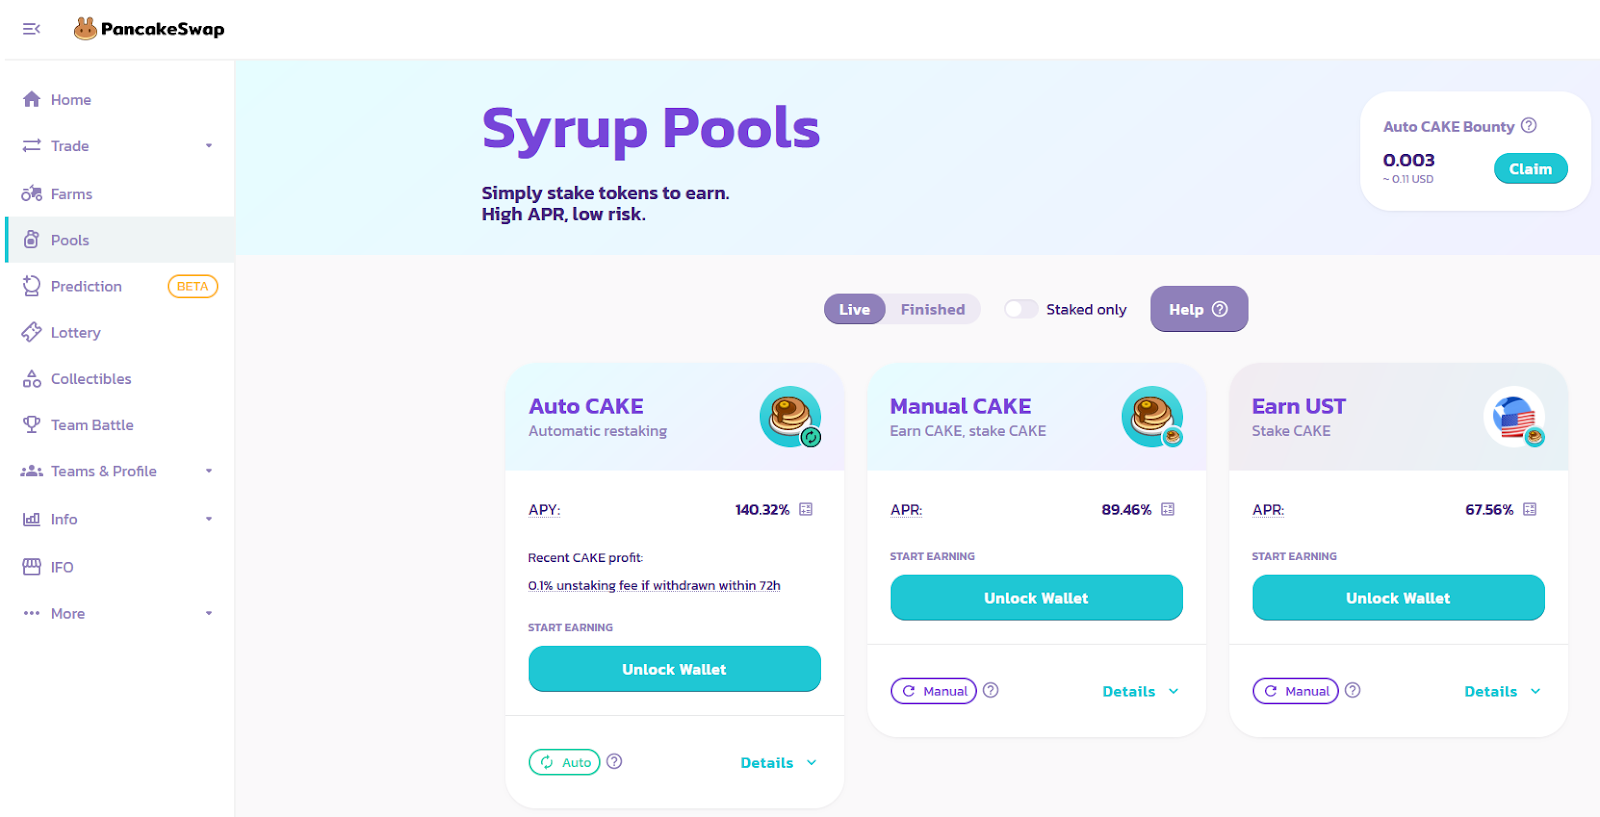 PancakeSwap
Home
Trade
Farms
Pools
Prediction BETA
Lottery
Collectibles
Team Battle
Teams & Profile
Info
IFO
More
Syrup Pools
Simply stake tokens to earn.
High APR, low risk.
Auto CAKE Bounty
0.003
~ 0.11 USD
Claim
Live Finished Staked only Help
Auto CAKE
Automatic restaking
APY: 140.32%
Recent CAKE profit:
0.1% unstaking fee if withdrawn within 72h
START EARNING
Unlock Wallet
Auto Details
Manual CAKE
Earn CAKE, stake CAKE
APR: 89.46%
START EARNING
Unlock Wallet
Manual Details
Earn UST
Stake CAKE
APR: 67.56%
START EARNING
Unlock Wallet
Manual Details